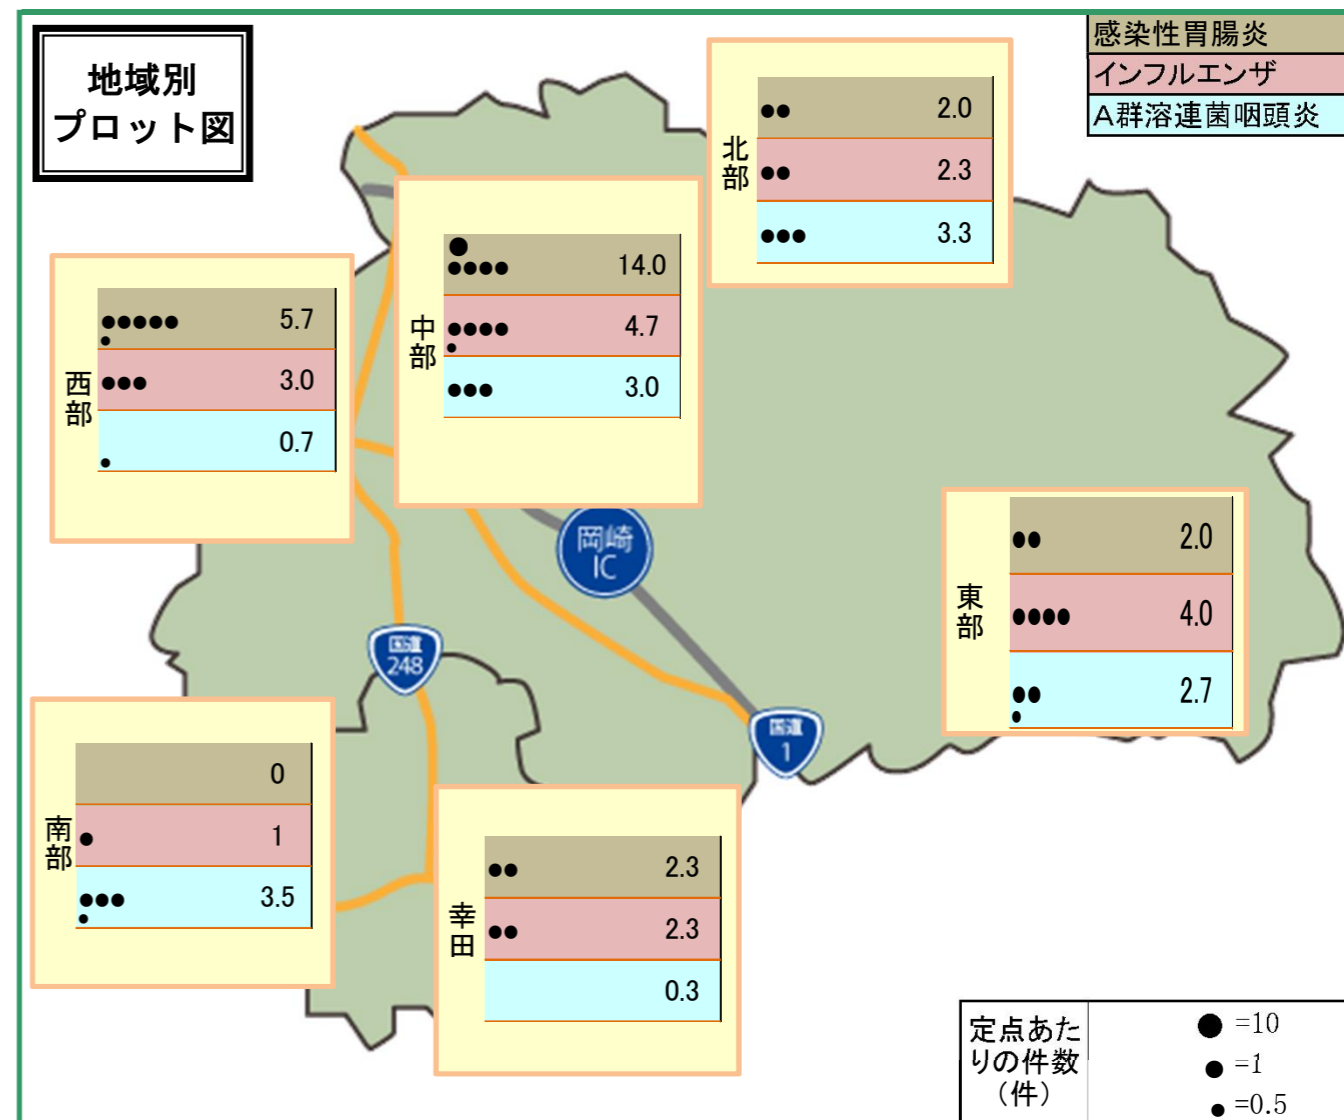 地域別
プロット図
感染性胃腸炎
インフルエンザ
A群溶連菌咽頭炎
北部
2.0
2.3
3.3
中部
14.0
4.7
3.0
西部
5.7
3.0
0.7
岡崎
IC
国道
248
国道
1
東部
2.0
4.0
2.7
南部
0
1
3.5
幸田
2.3
2.3
0.3
定点あた
りの件数
（件）
●=10
●=1
●=0.5